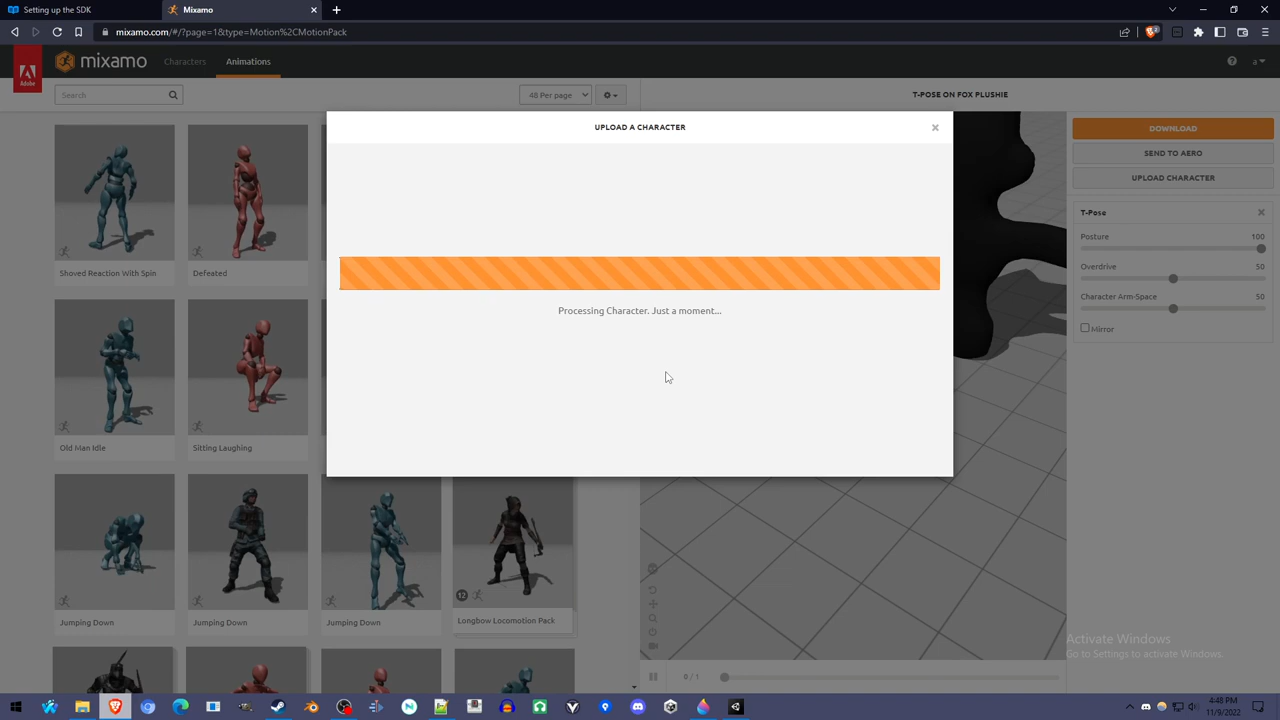 Setting up the SDK
Mixamo
mixamo.com/#/?page=1&type=Motion%2CMotionPack
Adobe
mixamo
Characters
Animations
a
Search
48 Per page
T-POSE ON FOX PLUSHIE
UPLOAD A CHARACTER
Processing Character. Just a moment...
DOWNLOAD
SEND TO AERO
UPLOAD CHARACTER
T-Pose
Posture 100
Overdrive 50
Character Arm-Space 50
Mirror
Shoved Reaction With Spin
Defeated
Old Man Idle
Sitting Laughing
Jumping Down
Jumping Down
Jumping Down
Longbow Locomotion Pack
0 / 1
Activate Windows
Go to Settings to activate Windows.
4:48 PM
11/9/2022